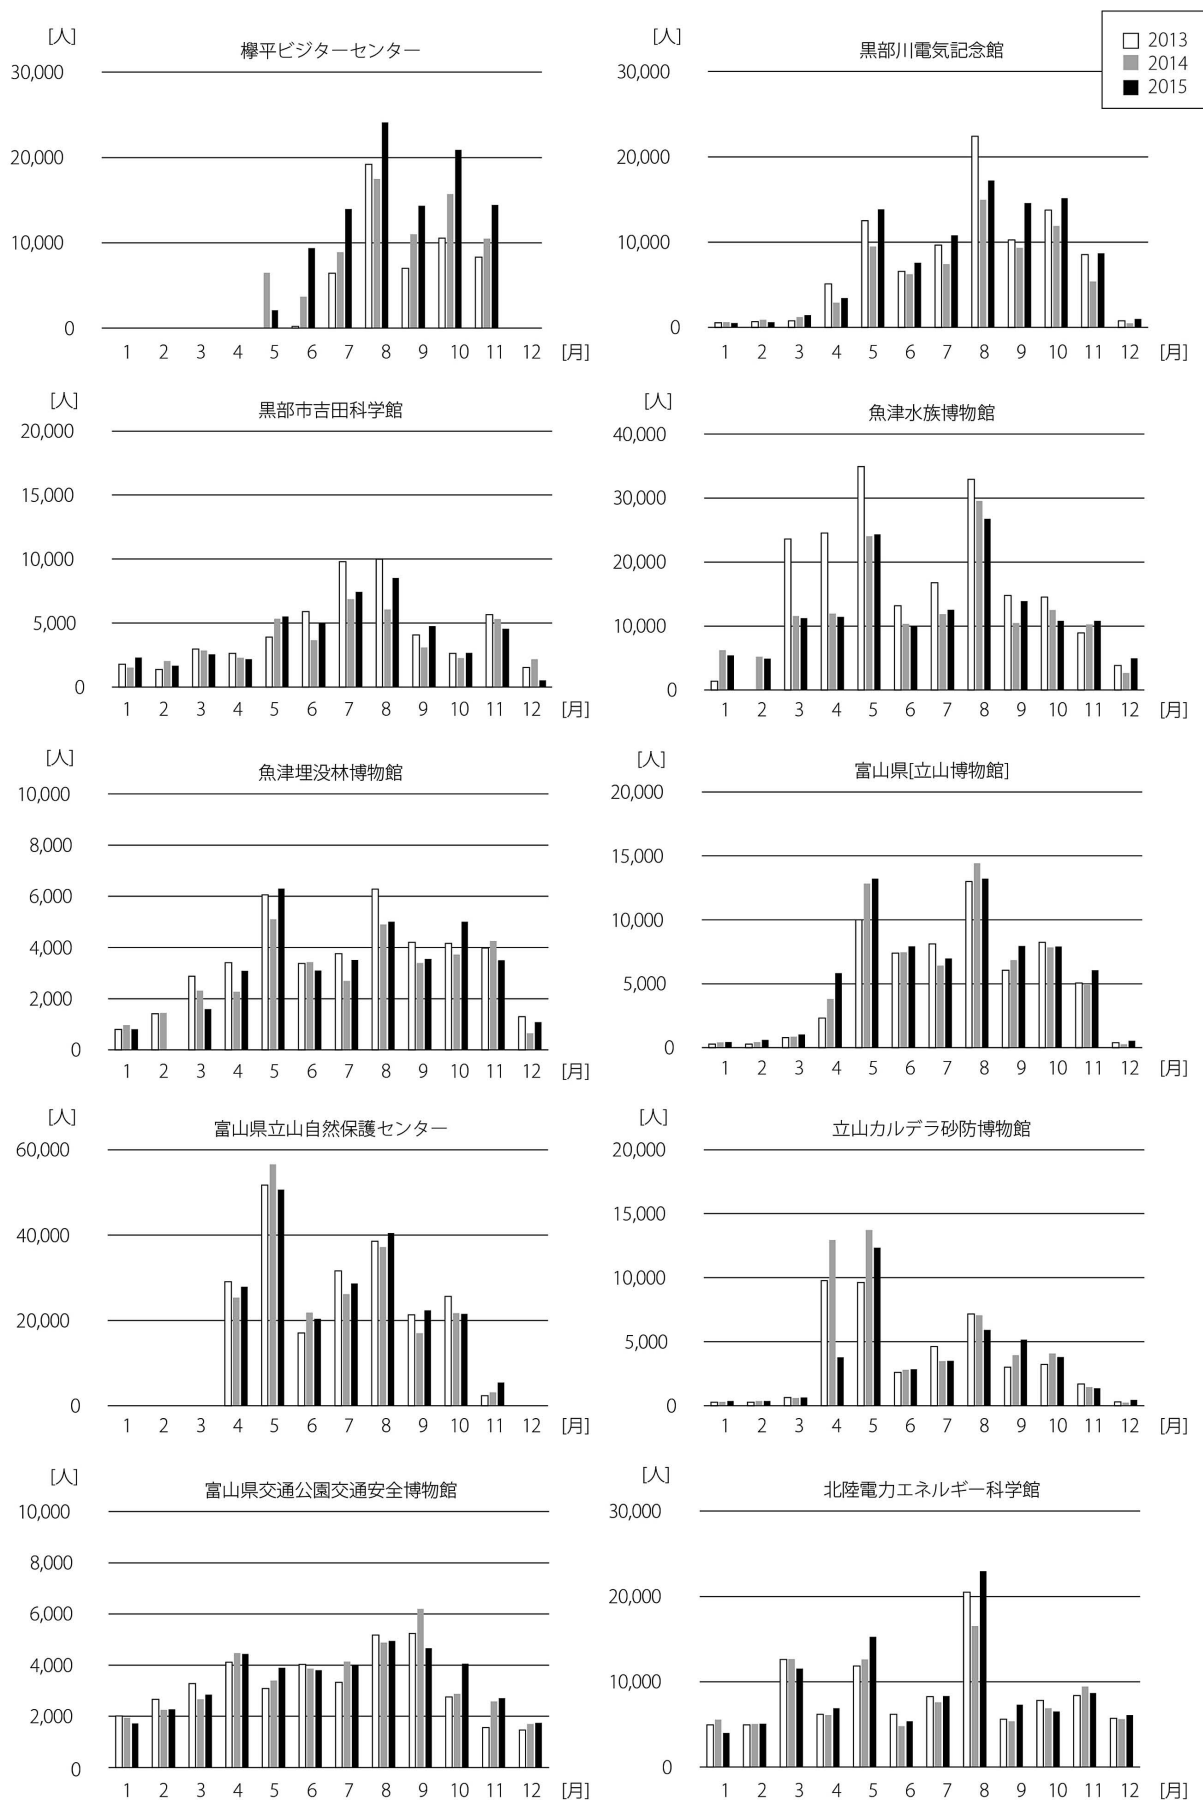 2013
2014
2015
[人]
欅平ビジターセンター
30,000
20,000
10,000
0
1 2 3 4 5 6 7 8 9 10 11 12 [月]
[人]
黒部川電気記念館
30,000
20,000
10,000
0
1 2 3 4 5 6 7 8 9 10 11 12 [月]
[人]
黒部市吉田科学館
20,000
15,000
10,000
5,000
0
1 2 3 4 5 6 7 8 9 10 11 12 [月]
[人]
魚津水族博物館
40,000
30,000
20,000
10,000
0
1 2 3 4 5 6 7 8 9 10 11 12 [月]
[人]
魚津埋没林博物館
10,000
8,000
6,000
4,000
2,000
0
1 2 3 4 5 6 7 8 9 10 11 12 [月]
[人]
富山県[立山博物館]
20,000
15,000
10,000
5,000
0
1 2 3 4 5 6 7 8 9 10 11 12 [月]
[人]
富山県立山自然保護センター
60,000
40,000
20,000
0
1 2 3 4 5 6 7 8 9 10 11 12 [月]
[人]
立山カルデラ砂防博物館
20,000
15,000
10,000
5,000
0
1 2 3 4 5 6 7 8 9 10 11 12 [月]
[人]
富山県交通公園交通安全博物館
10,000
8,000
6,000
4,000
2,000
0
1 2 3 4 5 6 7 8 9 10 11 12 [月]
[人]
北陸電力エネルギー科学館
30,000
20,000
10,000
0
1 2 3 4 5 6 7 8 9 10 11 12 [月]